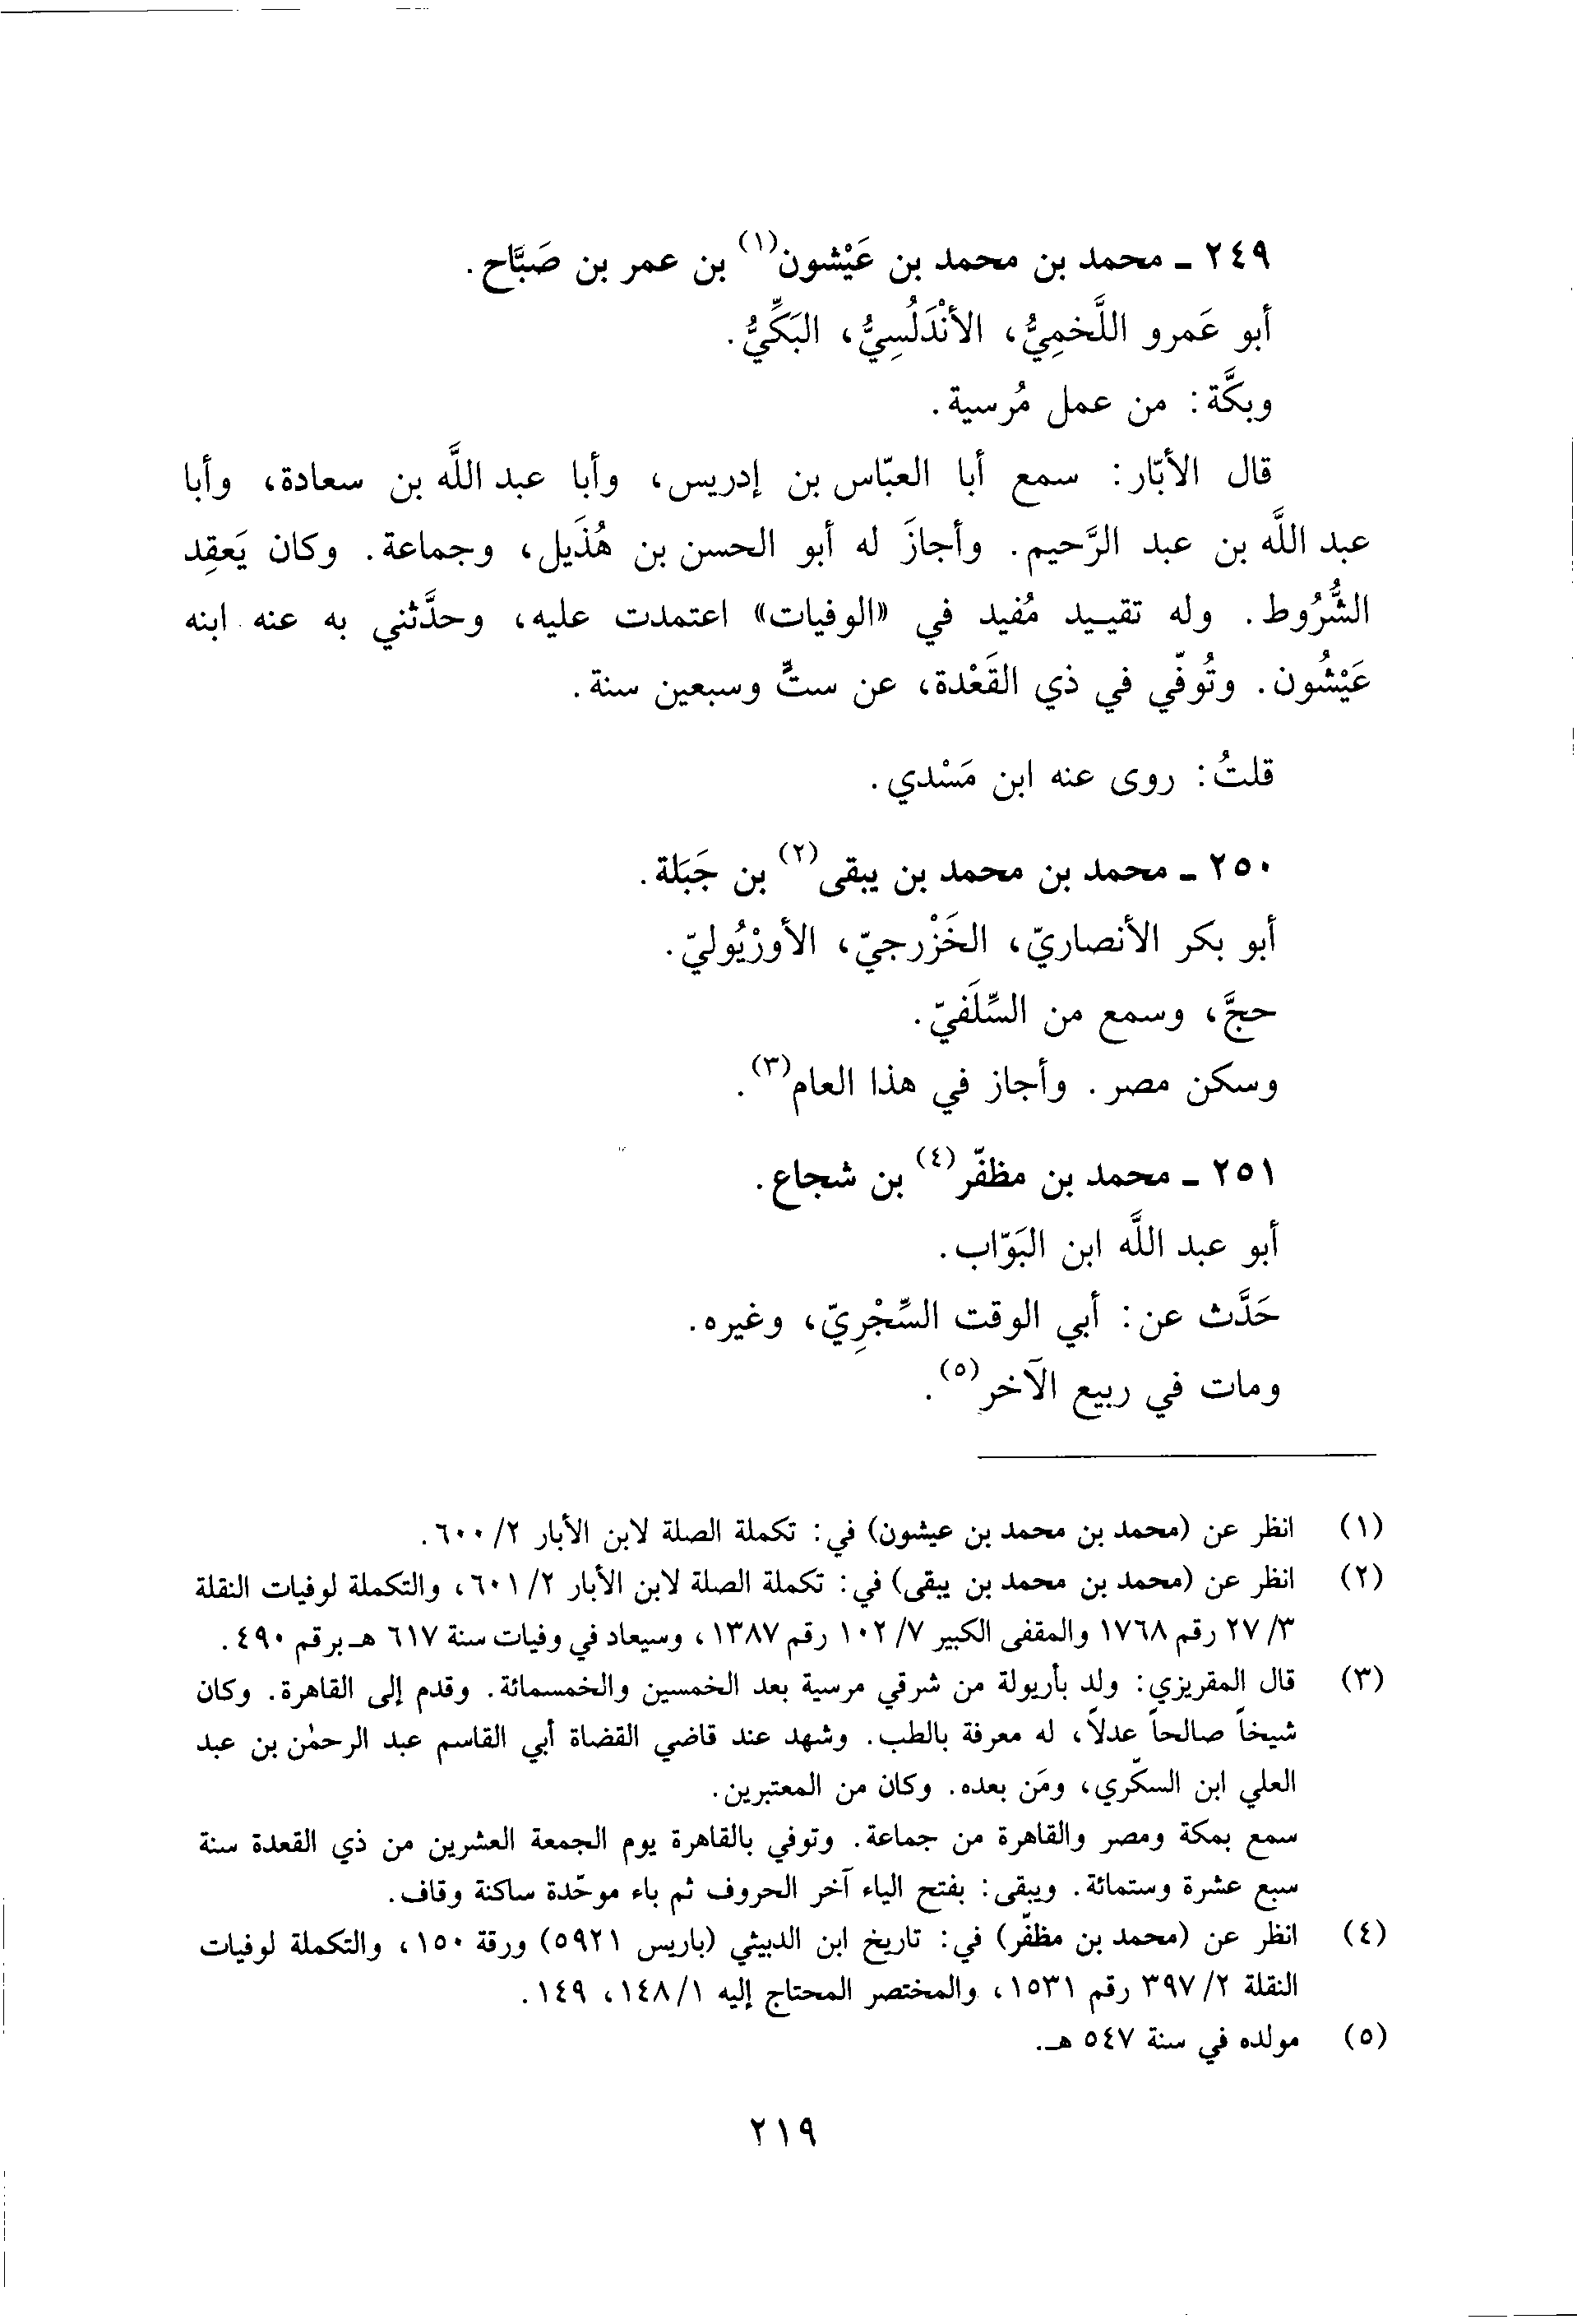 ٢٤٩ ـ محمد بن محمد بن عَيْشون(١) بن عمر بن صَبَّاح.
أبو عَمرو اللَّخمِيُّ، الأنْدَلُسِيُّ، البَكِّيُّ.
وبكَّة: من عمل مُرسية.
قال الأبّار: سمع أبا العبّاس بن إدريس، وأبا عبد اللَّه بن سعادة، وأبا
عبد اللَّه بن عبد الرَّحيم. وأجازَ له أبو الحسن بن هُذَيل، وجماعة. وكان يَعقِد
الشُّرُوط. وله تقييد مُفيد في «الوفيات» اعتمدت عليه، وحدَّثني به عنه ابنه
عَيْشُون. وتُوفّي في ذي القَعْدة، عن ستٍّ وسبعين سنة.
قلتُ: روى عنه ابن مَسْدي.
٢٥٠ ـ محمد بن محمد بن يبقى(٢) بن جَبَلة.
أبو بكر الأنصاريّ، الخَزْرجيّ، الأورْيُوليّ.
حجَّ، وسمع من السِّلَفيّ.
وسكن مصر. وأجاز في هذا العام(٣).
٢٥١ ـ محمد بن مظفّر(٤) بن شجاع.
أبو عبد اللَّه ابن البَوّاب.
حَدَّث عن: أبي الوقت السِّجْرِيّ، وغيره.
ومات في ربيع الآخر(٥).
(١) انظر عن (محمد بن محمد بن عيشون) في: تكملة الصلة لابن الأبار ٢/ ٦٠٠.
(٢) انظر عن (محمد بن محمد بن يبقى) في: تكملة الصلة لابن الأبار ٢/ ٦٠١، والتكملة لوفيات النقلة
٣/ ٢٧ رقم ١٧٦٨ والمقفى الكبير ٧/ ١٠٢ رقم ١٣٨٧، وسيعاد في وفيات سنة ٦١٧ هـ برقم ٤٩٠.
(٣) قال المقريزي: ولد بأريولة من شرقي مرسية بعد الخمسين والخمسمائة. وقدم إلى القاهرة. وكان
شيخاً صالحاً عدلاً، له معرفة بالطب. وشهد عند قاضي القضاة أبي القاسم عبد الرحمٰن بن عبد
العلي ابن السكّري، ومَن بعده. وكان من المعتبرين.
سمع بمكة ومصر والقاهرة من جماعة. وتوفي بالقاهرة يوم الجمعة العشرين من ذي القعدة سنة
سبع عشرة وستمائة. ويبقى: بفتح الياء آخر الحروف ثم باء موحّدة ساكنة وقاف.
(٤) انظر عن (محمد بن مظفّر) في: تاريخ ابن الدبيثي (باريس ٥٩٢١) ورقة ١٥٠، والتكملة لوفيات
النقلة ٢/ ٣٩٧ رقم ١٥٣١، والمختصر المحتاج إليه ١/ ١٤٨، ١٤٩.
(٥) مولده في سنة ٥٤٧ هـ.
٢١٩